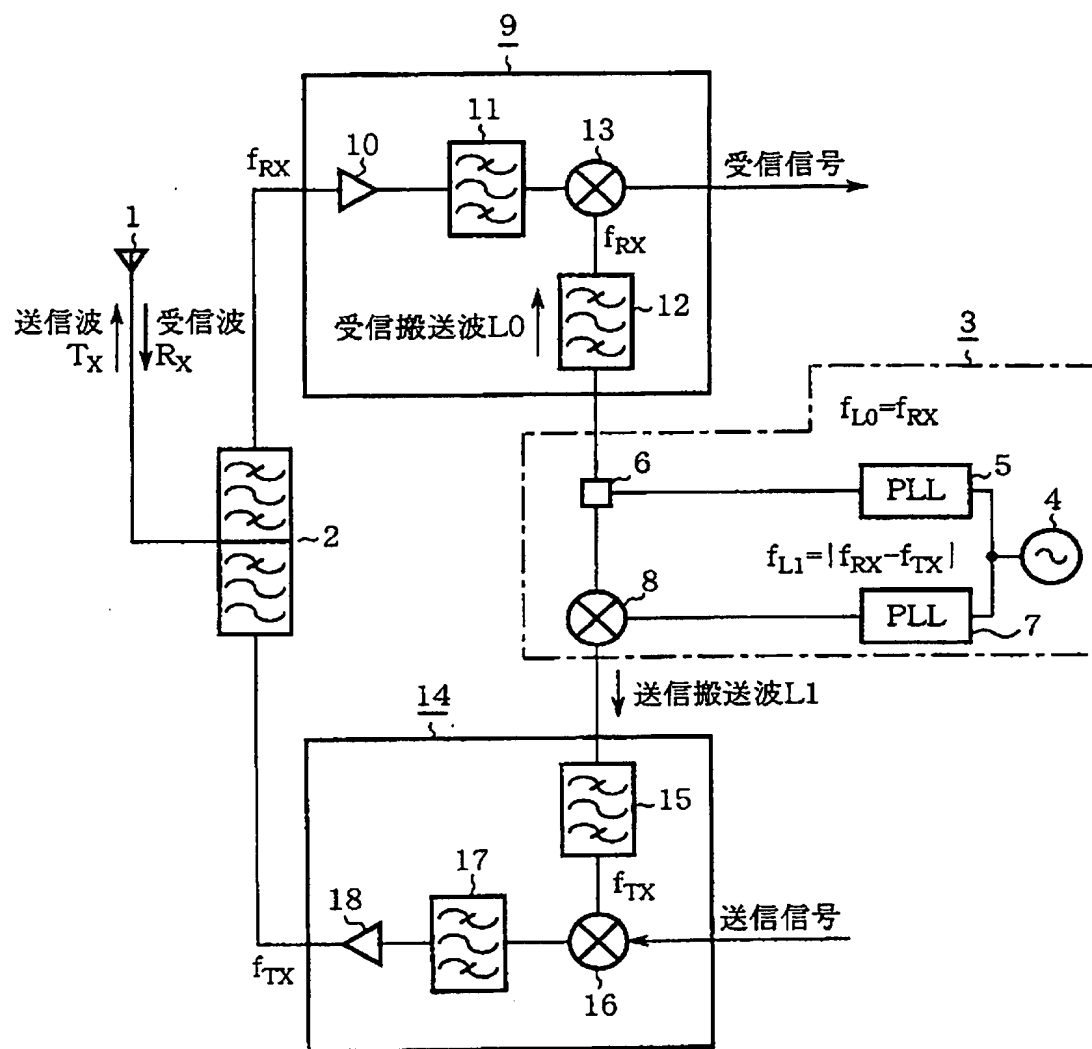 9
11
10
13
f_RX
受信信号
1
f_RX
12
送信波
T_X
受信波
R_X
受信搬送波L0
3
f_L0=f_RX
6
PLL
5
4
2
f_L1=|f_RX-f_TX|
8
PLL
7
送信搬送波L1
14
15
17
f_TX
18
送信信号
f_TX
16